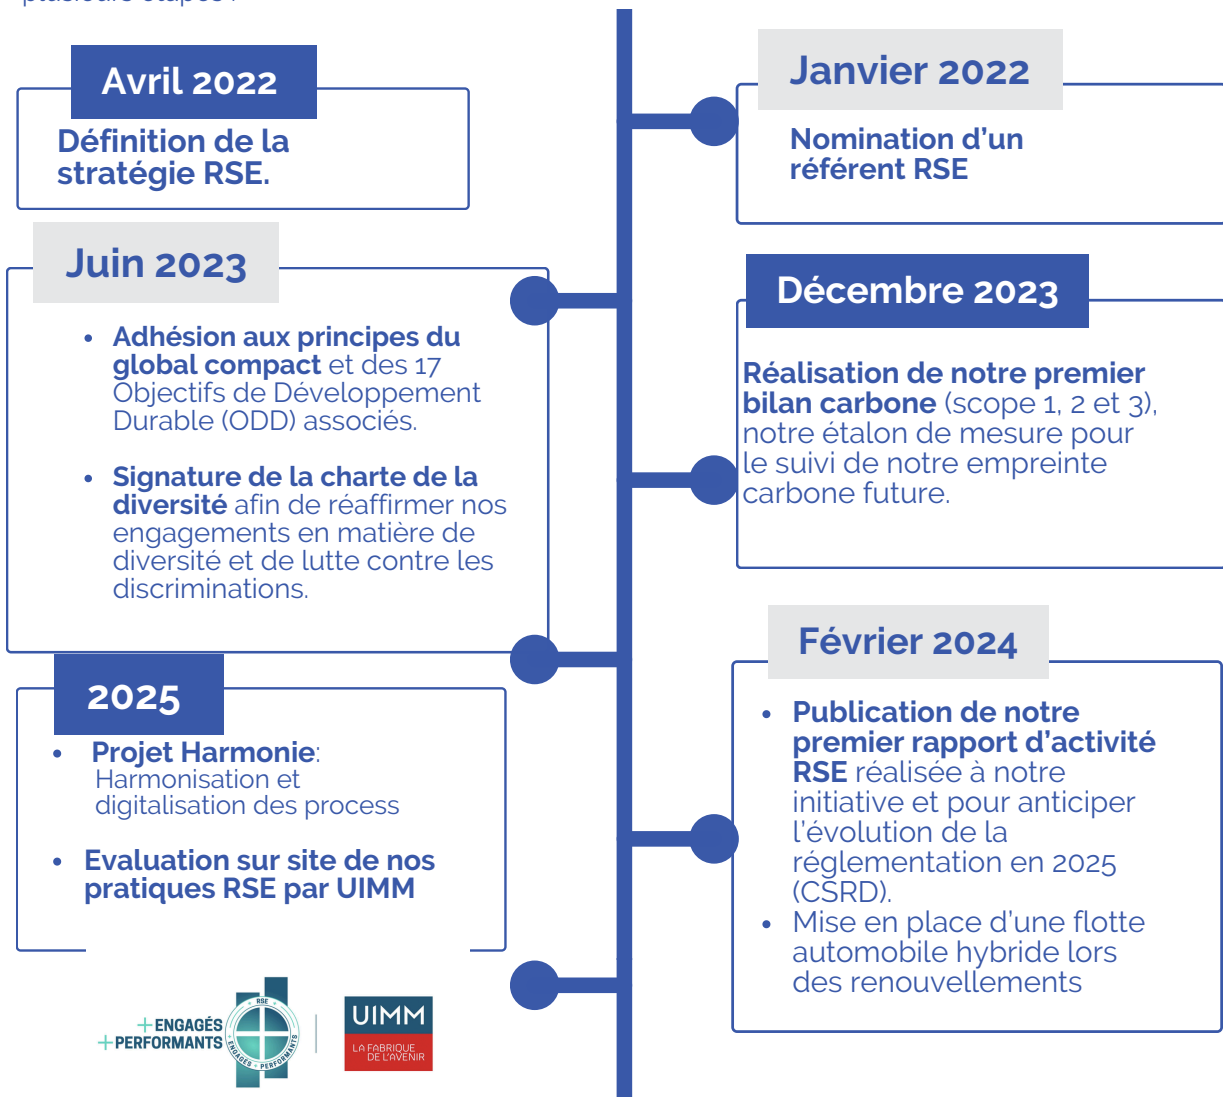 plusieurs étapes :
Janvier 2022
Nomination d'un
référent RSE
Avril 2022
Définition de la
stratégie RSE.
Juin 2023
• Adhésion aux principes du
global compact et des 17
Objectifs de Développement
Durable (ODD) associés.
• Signature de la charte de la
diversité afin de réaffirmer nos
engagements en matière de
diversité et de lutte contre les
discriminations.
Décembre 2023
Réalisation de notre premier
bilan carbone (scope 1, 2 et 3),
notre étalon de mesure pour
le suivi de notre empreinte
carbone future.
Février 2024
• Publication de notre
premier rapport d'activité
RSE réalisée à notre
initiative et pour anticiper
l'évolution de la
réglementation en 2025
(CSRD).
• Mise en place d'une flotte
automobile hybride lors
des renouvellements
2025
• Projet Harmonie:
Harmonisation et
digitalisation des process
• Evaluation sur site de nos
pratiques RSE par UIMM
+ ENGAGÉS
+ PERFORMANTS
RSE
ENGAGÉS + PERFORMANTS
UIMM
LA FABRIQUE
DE L'AVENIR